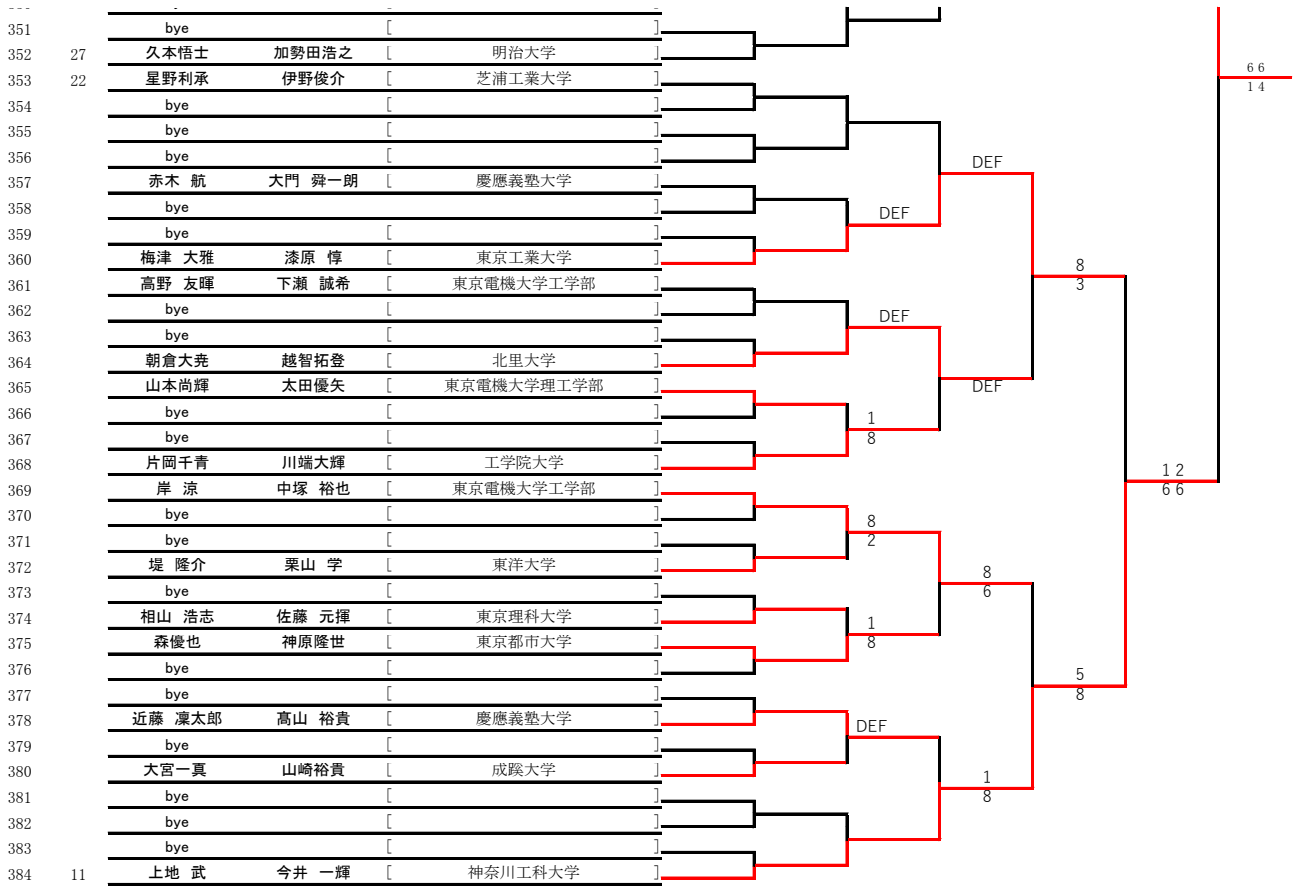 351 bye [ ]
352 27 久本悟士 加勢田浩之 [ 明治大学 ]
353 22 星野利承 伊野俊介 [ 芝浦工業大学 ]
6 6
1 4
354 bye [ ]
355 bye [ ]
356 bye [ ]
DEF
357 赤木 航 大門 舜一朗 [ 慶應義塾大学 ]
358 bye [ ]
DEF
359 bye [ ]
360 梅津 大雅 漆原 惇 [ 東京工業大学 ]
8
3
361 高野 友暉 下瀬 誠希 [ 東京電機大学工学部 ]
362 bye [ ]
DEF
363 bye [ ]
364 朝倉大尭 越智拓登 [ 北里大学 ]
365 山本尚輝 太田優矢 [ 東京電機大学理工学部 ]
DEF
366 bye [ ]
1
8
367 bye [ ]
368 片岡千青 川端大輝 [ 工学院大学 ]
1 2
6 6
369 岸 涼 中塚 裕也 [ 東京電機大学工学部 ]
370 bye [ ]
8
2
371 bye [ ]
372 堤 隆介 栗山 学 [ 東洋大学 ]
8
6
373 bye [ ]
374 相山 浩志 佐藤 元揮 [ 東京理科大学 ]
1
8
375 森優也 神原隆世 [ 東京都市大学 ]
376 bye [ ]
5
8
377 bye [ ]
378 近藤 凜太郎 髙山 裕貴 [ 慶應義塾大学 ]
DEF
379 bye [ ]
380 大宮一真 山崎裕貴 [ 成蹊大学 ]
1
8
381 bye [ ]
382 bye [ ]
383 bye [ ]
384 11 上地 武 今井 一輝 [ 神奈川工科大学 ]